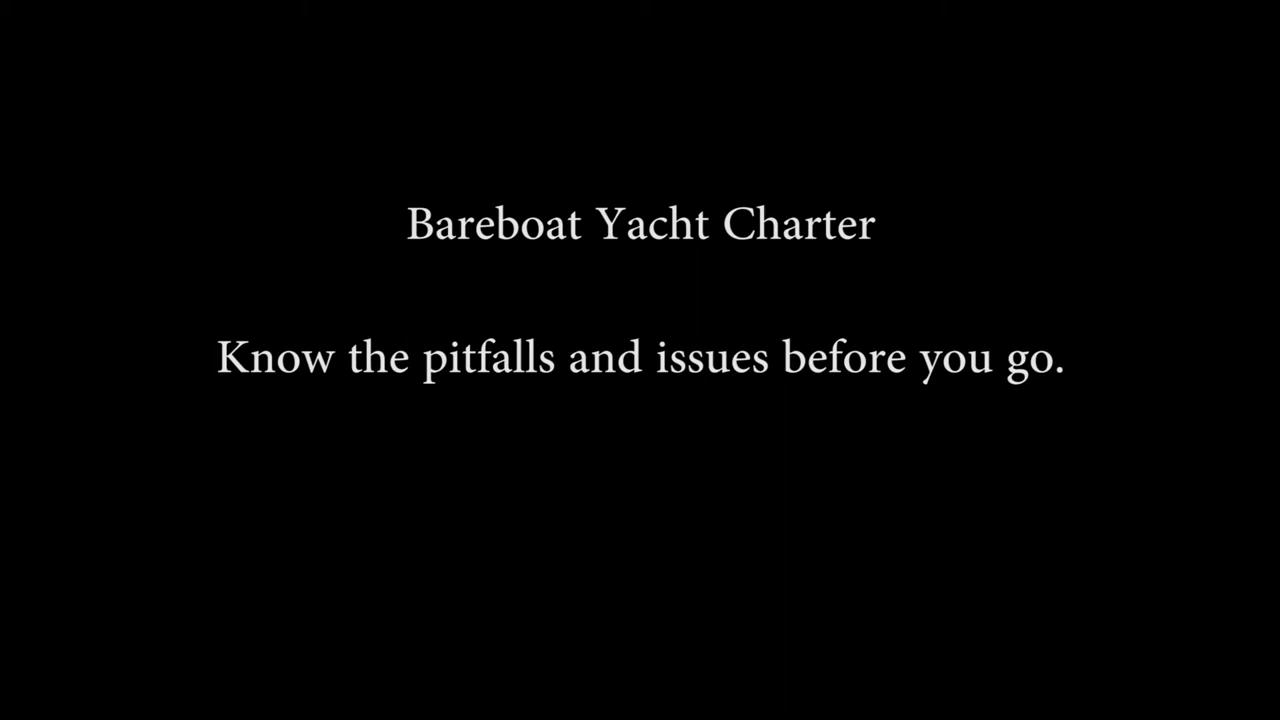 Bareboat Yacht Charter
Know the pitfalls and issues before you go.